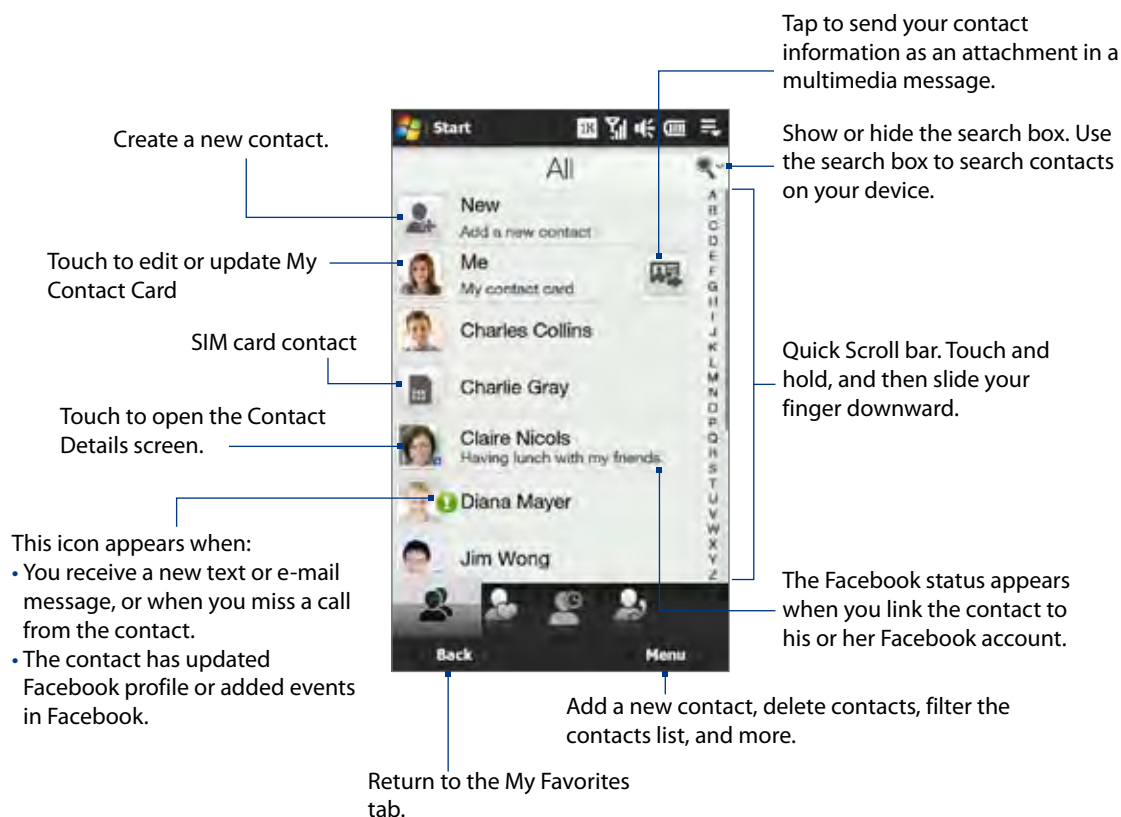 Tap to send your contact
information as an attachment in a
multimedia message.
Create a new contact.
Show or hide the search box. Use
the search box to search contacts
on your device.
Touch to edit or update My
Contact Card
SIM card contact
Touch to open the Contact
Details screen.
Quick Scroll bar. Touch and
hold, and then slide your
finger downward.
This icon appears when:
• You receive a new text or e-mail
message, or when you miss a call
from the contact.
• The contact has updated
Facebook profile or added events
in Facebook.
The Facebook status appears
when you link the contact to
his or her Facebook account.
Add a new contact, delete contacts, filter the
contacts list, and more.
Return to the My Favorites
tab.
Start
1X
All
New
Add a new contact
Me
My contact card
Charles Collins
Charlie Gray
Claire Nicols
Having lunch with my friends.
Diana Mayer
Jim Wong
A
B
C
D
E
F
G
H
I
J
K
L
M
N
O
P
Q
R
S
T
U
V
W
X
Y
Z
Back
Menu